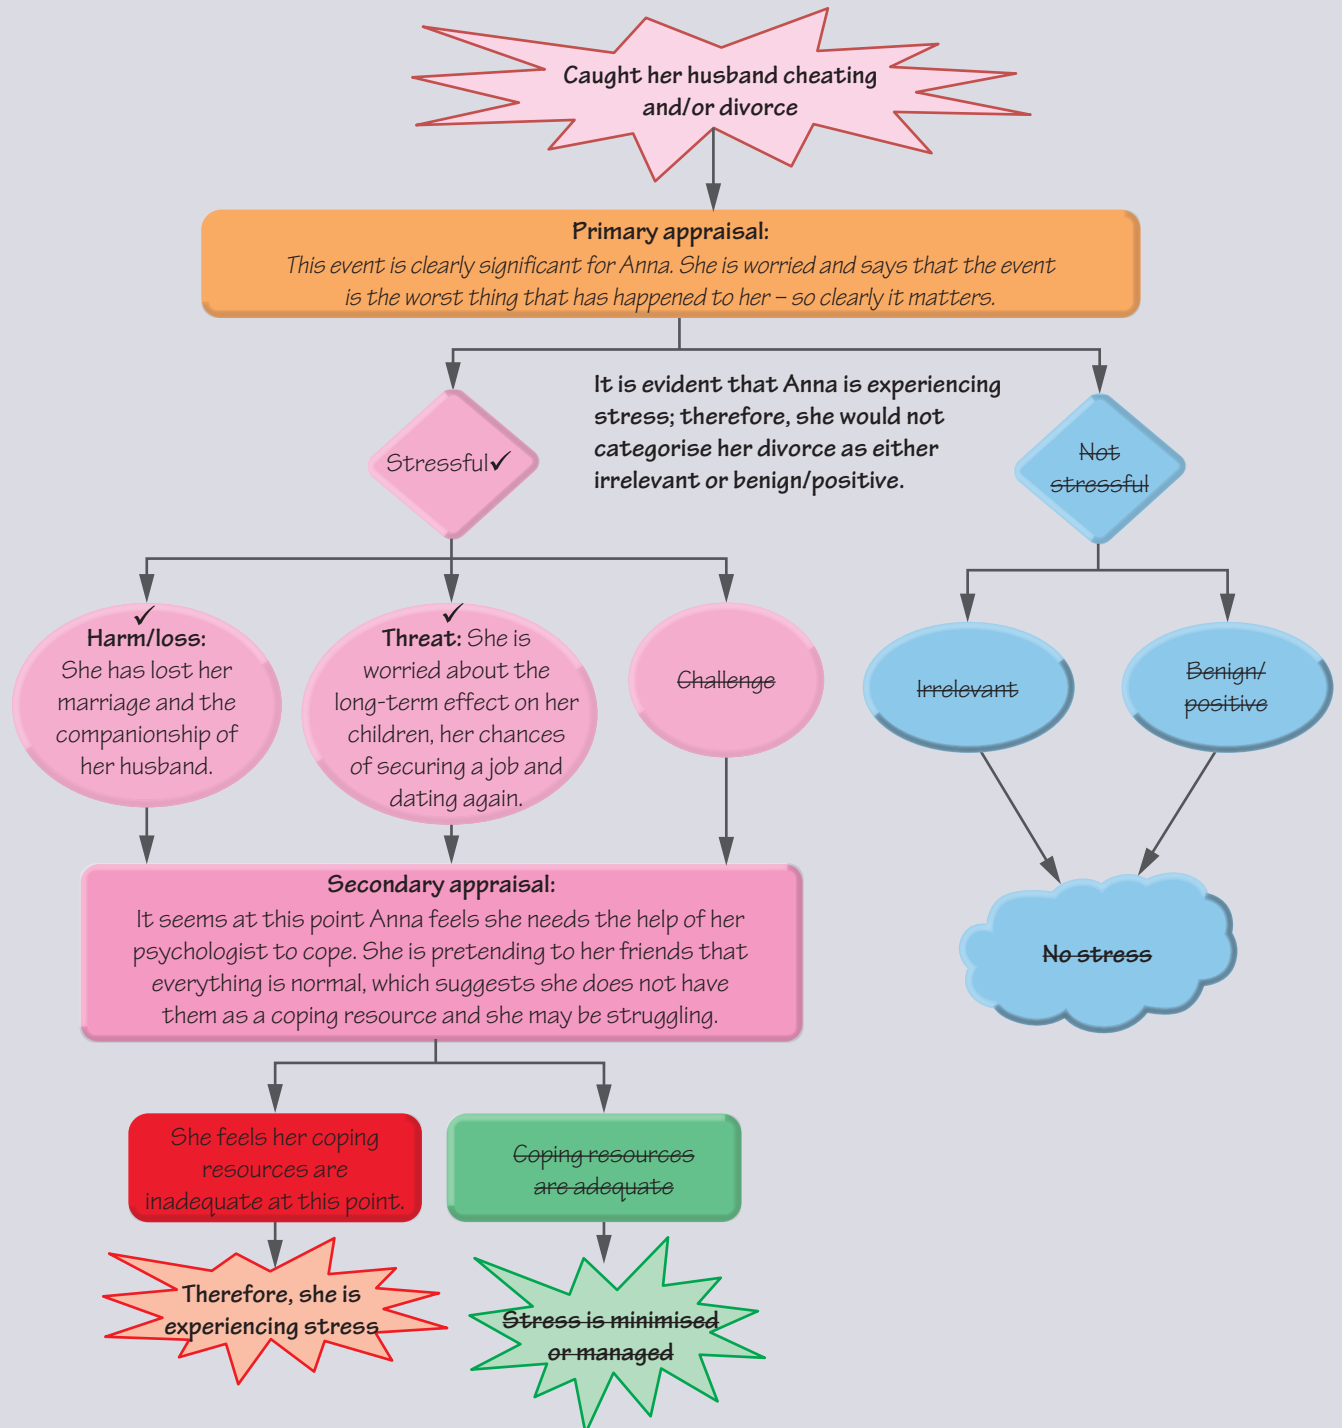 Caught her husband cheating
and/or divorce
Primary appraisal:
This event is clearly significant for Anna. She is worried and says that the event
is the worst thing that has happened to her – so clearly it matters.
It is evident that Anna is experiencing
stress; therefore, she would not
categorise her divorce as either
irrelevant or benign/positive.
Stressful✓
Not
stressful
✓
Harm/loss:
She has lost her
marriage and the
companionship of
her husband.
✓
Threat: She is
worried about the
long-term effect on her
children, her chances
of securing a job and
dating again.
Challenge
Irrelevant
Benign/
positive
Secondary appraisal:
It seems at this point Anna feels she needs the help of her
psychologist to cope. She is pretending to her friends that
everything is normal, which suggests she does not have
them as a coping resource and she may be struggling.
No stress
She feels her coping
resources are
inadequate at this point.
Coping resources
are adequate
Therefore, she is
experiencing stress
Stress is minimised
or managed